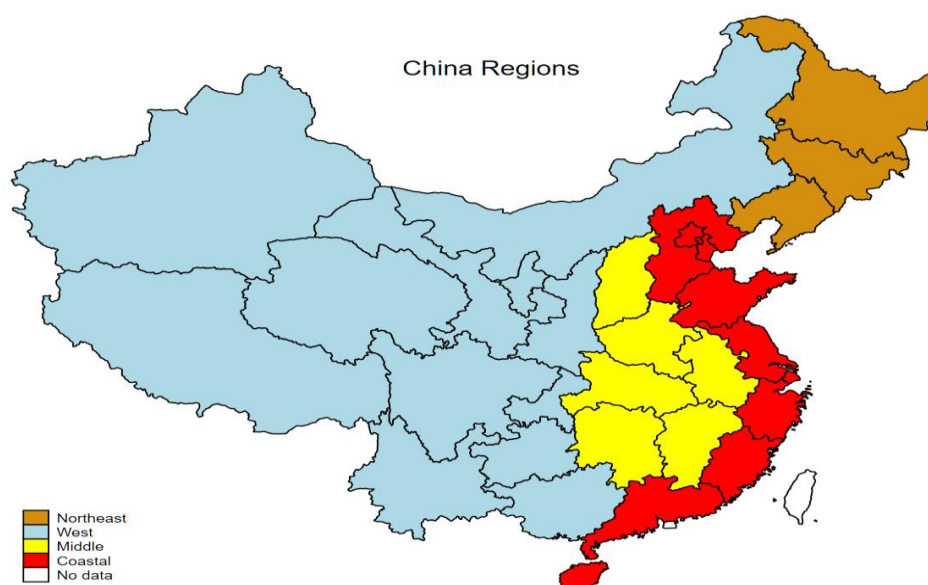 China Regions
Northeast
West
Middle
Coastal
No data